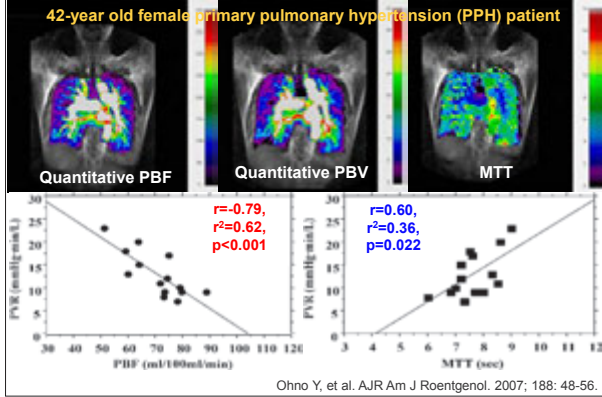 42-year old female primary pulmonary hypertension (PPH) patient
Quantitative PBF
Quantitative PBV
MTT
r=-0.79,
r²=0.62,
p<0.001
r=0.60,
r²=0.36,
p=0.022
PVR (mmHg·min/L)
30
25
20
15
10
5
0
30 40 50 60 70 80 90 100 110 120
PBF (ml/100ml/min)
PVR (mmHg·min/L)
30
25
20
15
10
5
0
3 4 5 6 7 8 9 10 11 12
MTT (sec)
Ohno Y, et al. AJR Am J Roentgenol. 2007; 188: 48-56.